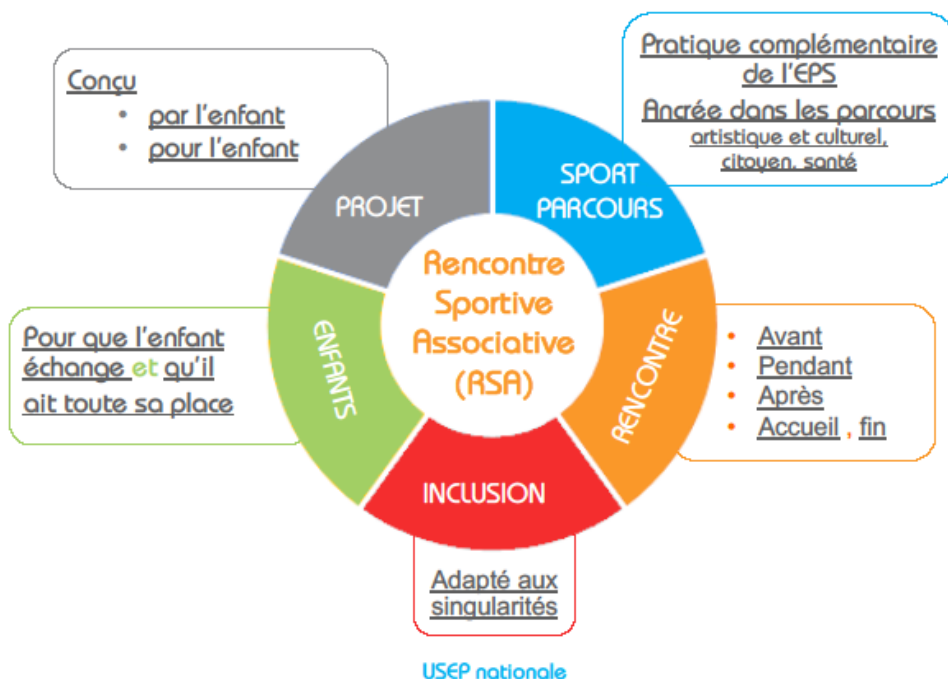 Conçu
• par l'enfant
• pour l'enfant
Pratique complémentaire
de l'EPS
Ancrée dans les parcours
artistique et culturel,
citoyen, santé
PROJET
SPORT
PARCOURS
Rencontre
Sportive
Associative
(RSA)
ENFANTS
RENCONTRE
INCLUSION
Pour que l'enfant
échange et qu'il
ait toute sa place
• Avant
• Pendant
• Après
• Accueil , fin
Adapté aux
singularités
USEP nationale